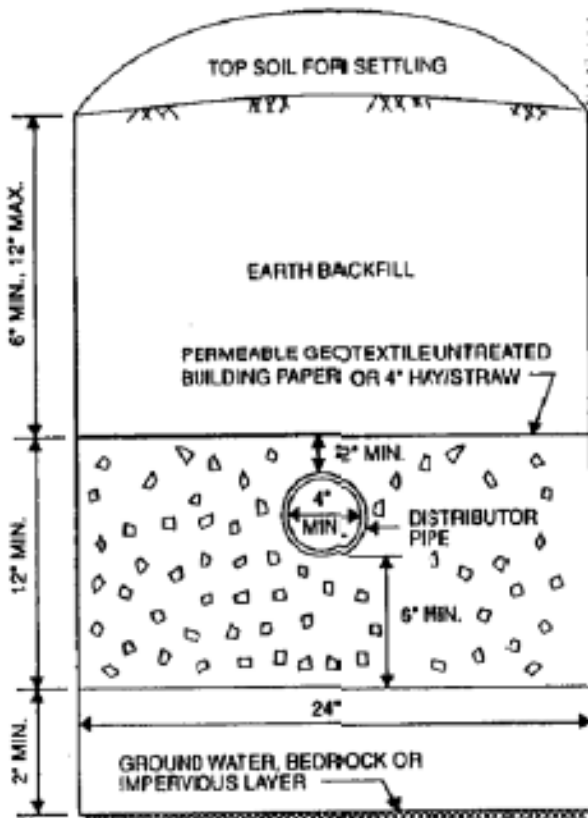 TOP SOIL FOR SETTLING
6" MIN., 12" MAX.
EARTH BACKFILL
PERMEABLE GEOTEXTILE UNTREATED
BUILDING PAPER OR 4" HAY/STRAW
2" MIN.
4"
MIN.
DISTRIBUTOR
PIPE
12" MIN.
6" MIN.
24"
2" MIN.
GROUND WATER, BEDROCK OR
IMPERVIOUS LAYER